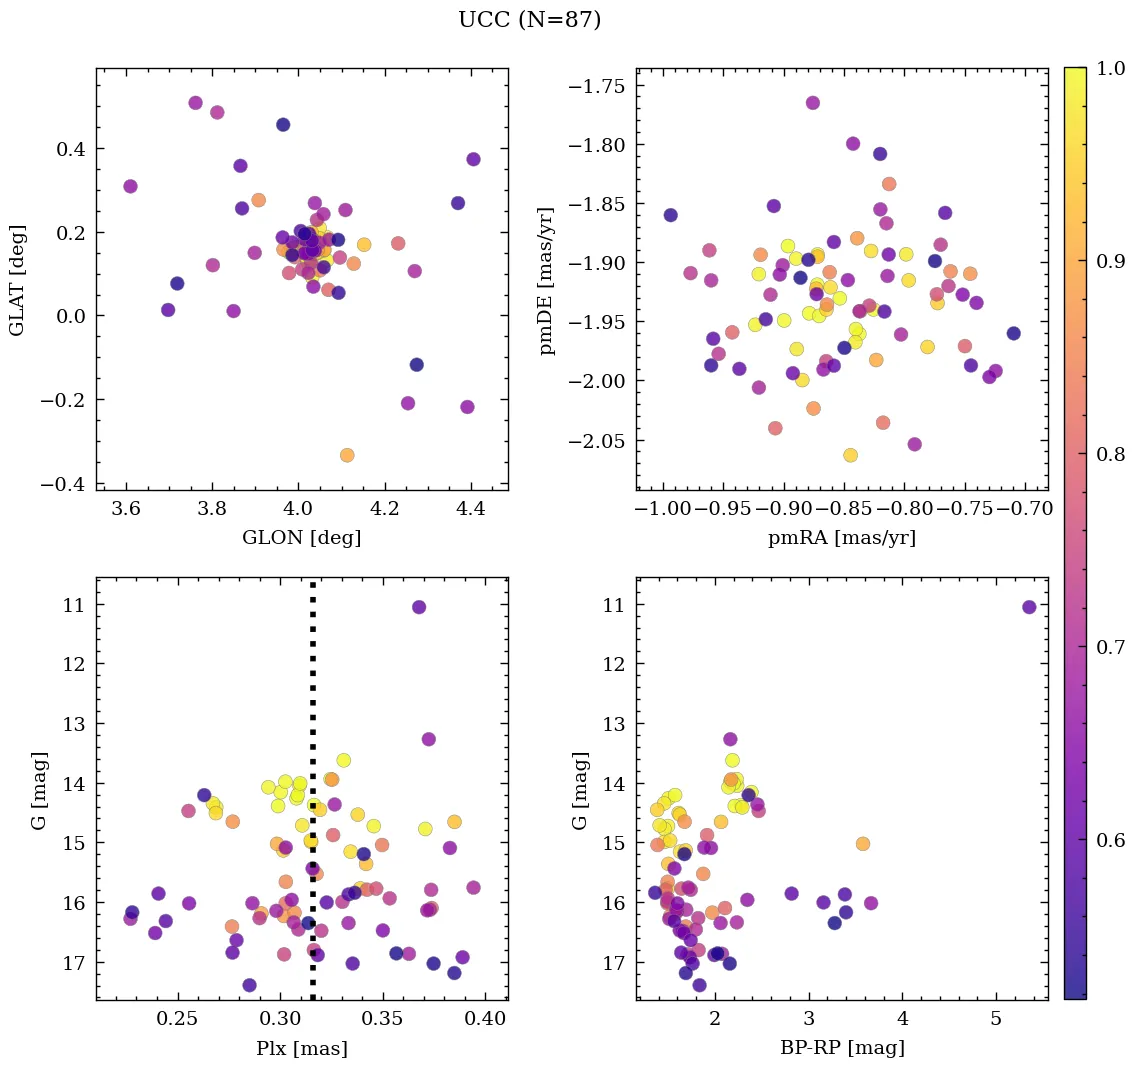 UCC (N=87)
0.4
0.2
0.0
−0.2
−0.4
GLAT [deg]
3.6 3.8 4.0 4.2 4.4
GLON [deg]
−1.75
−1.80
−1.85
−1.90
−1.95
−2.00
−2.05
pmDE [mas/yr]
−1.00 −0.95 −0.90 −0.85 −0.80 −0.75 −0.70
pmRA [mas/yr]
1.0
0.9
0.8
0.7
0.6
11
12
13
14
15
16
17
G [mag]
0.25 0.30 0.35 0.40
Plx [mas]
11
12
13
14
15
16
17
G [mag]
2 3 4 5
BP-RP [mag]